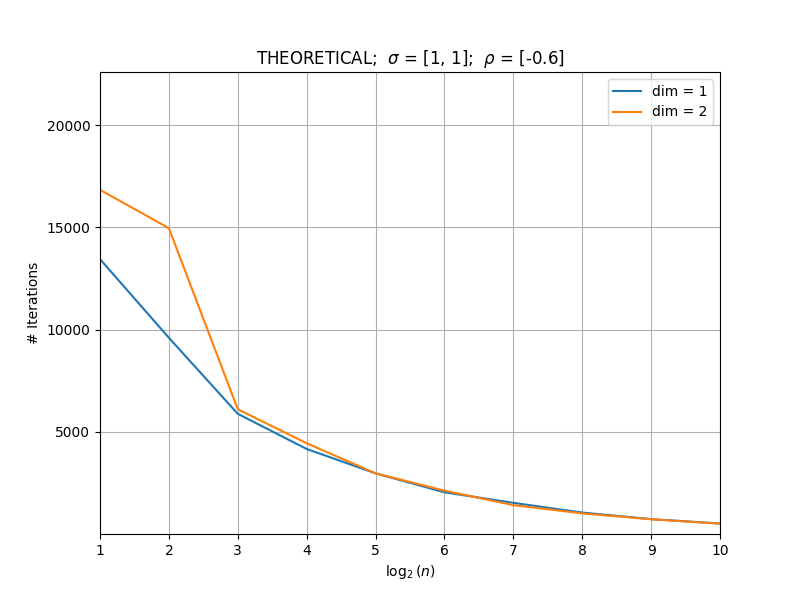 THEORETICAL; σ = [1, 1]; ρ = [-0.6]
dim = 1
dim = 2
20000
15000
10000
5000
# Iterations
1 2 3 4 5 6 7 8 9 10
log₂(n)